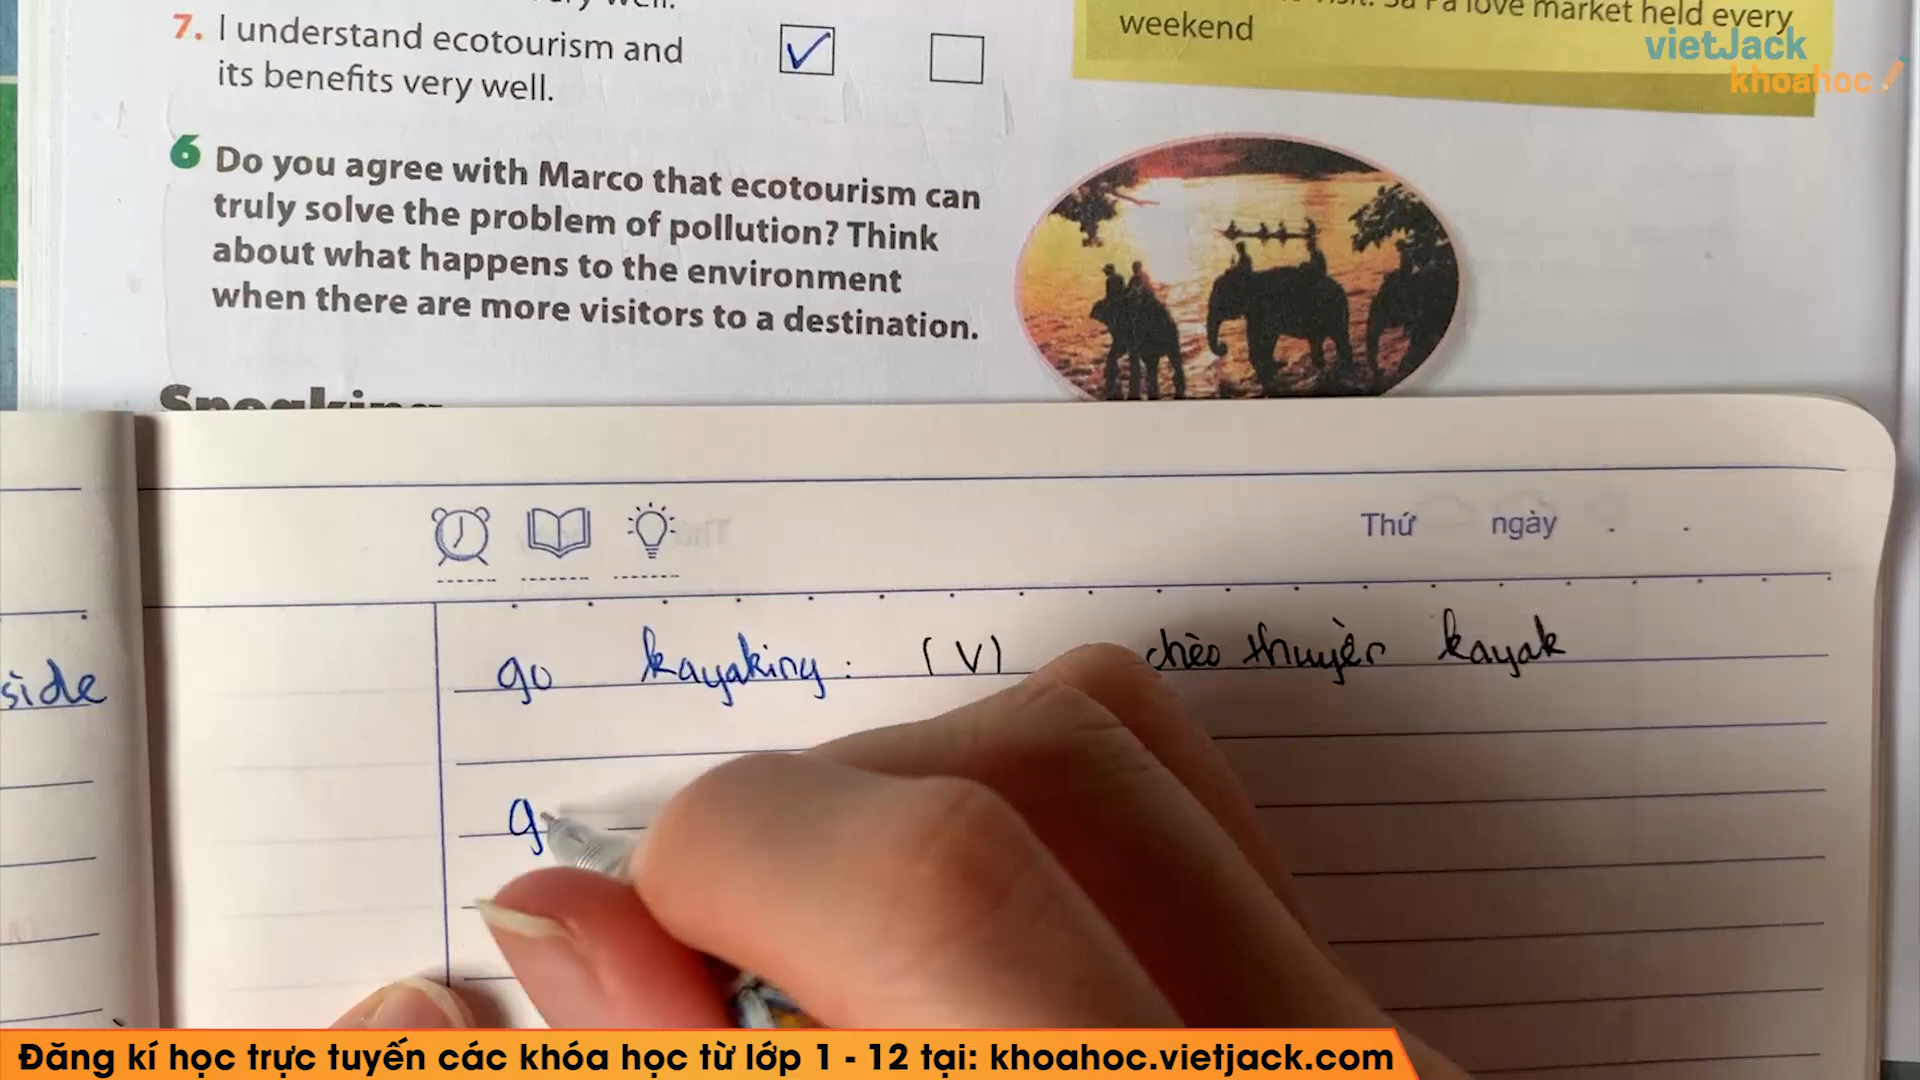 7. I understand ecotourism and
its benefits very well.
weekend
held every
vietJack
khoahoc
6 Do you agree with Marco that ecotourism can
truly solve the problem of pollution? Think
about what happens to the environment
when there are more visitors to a destination.
Speaking
Thứ ngày . .
side
go kayaking: (v) chèo thuyền kayak
g
Đăng kí học trực tuyến các khóa học từ lớp 1 - 12 tại: khoahoc.vietjack.com